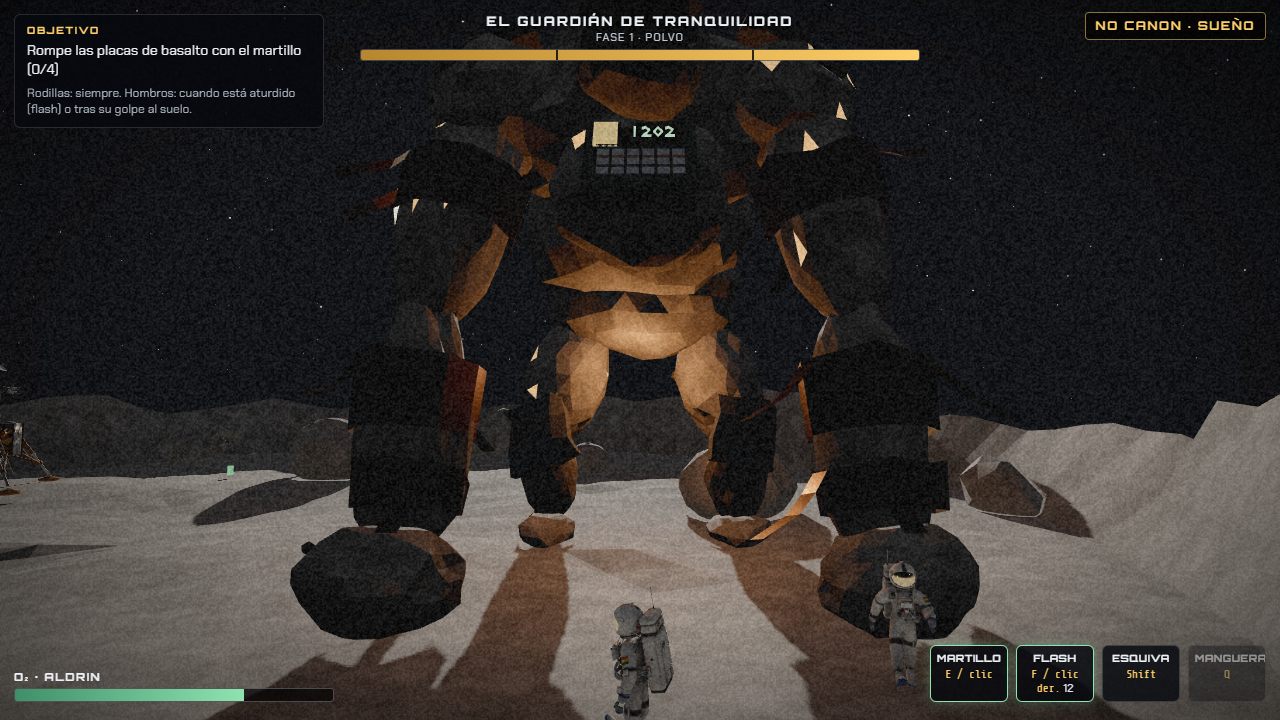 OBJETIVO
Rompe las placas de basalto con el martillo
(0/4)
Rodillas: siempre. Hombros: cuando está aturdido
(flash) o tras su golpe al suelo.
EL GUARDIÁN DE TRANQUILIDAD
FASE 1 · POLVO
NO CANON · SUEÑO
1202
O₂ · ALDRIN
MARTILLO
E / clic
FLASH
F / clic
der. 12
ESQUIVA
Shift
MANGUERA
Q